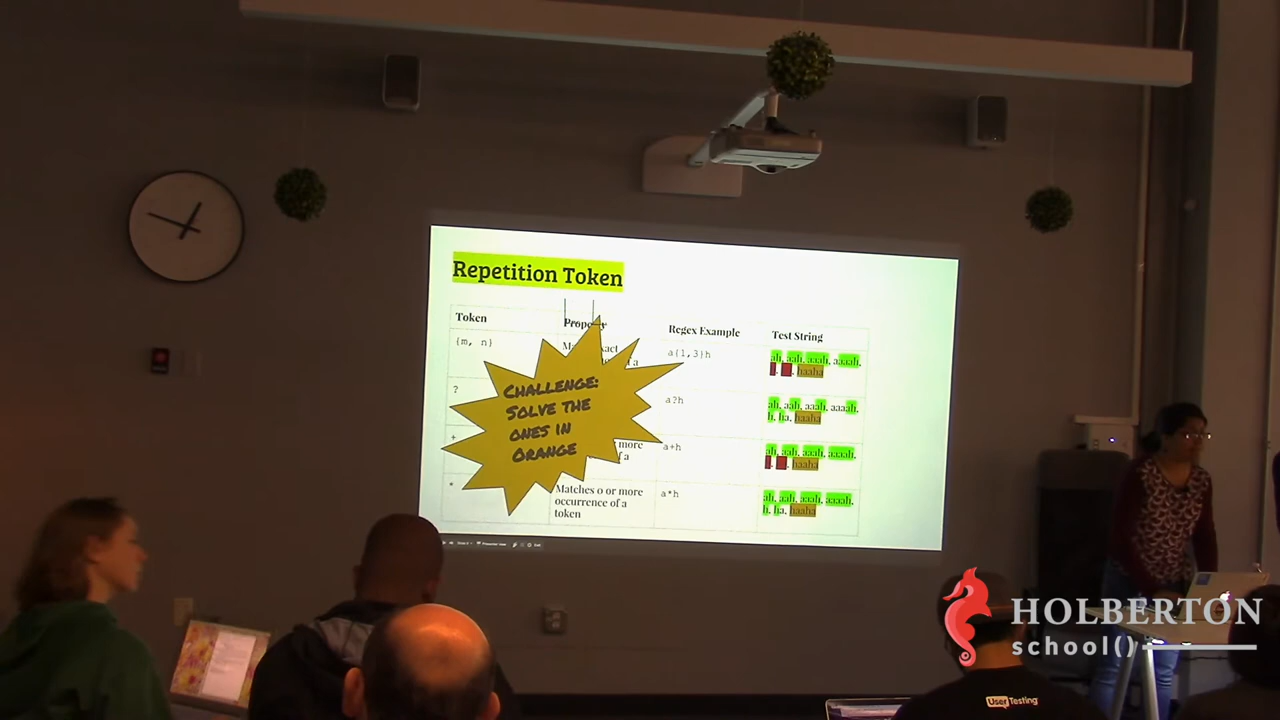 Repetition Token
Token
Property
Regex Example
Test String
{m, n}
a{1,3}h
ah, aah, aaah, aaaah,
haaha
?
a?h
ah, aah, aaah, aaaah,
h, ha, haaha
+
more
a+h
ah, aah, aaah, aaaah,
haaha
*
Matches 0 or more
occurrence of a
token
a*h
ah, aah, aaah, aaaah,
h, ha, haaha
CHALLENGE:
SOLVE THE
ONES IN
ORANGE
HOLBERTON
school()
UserTesting